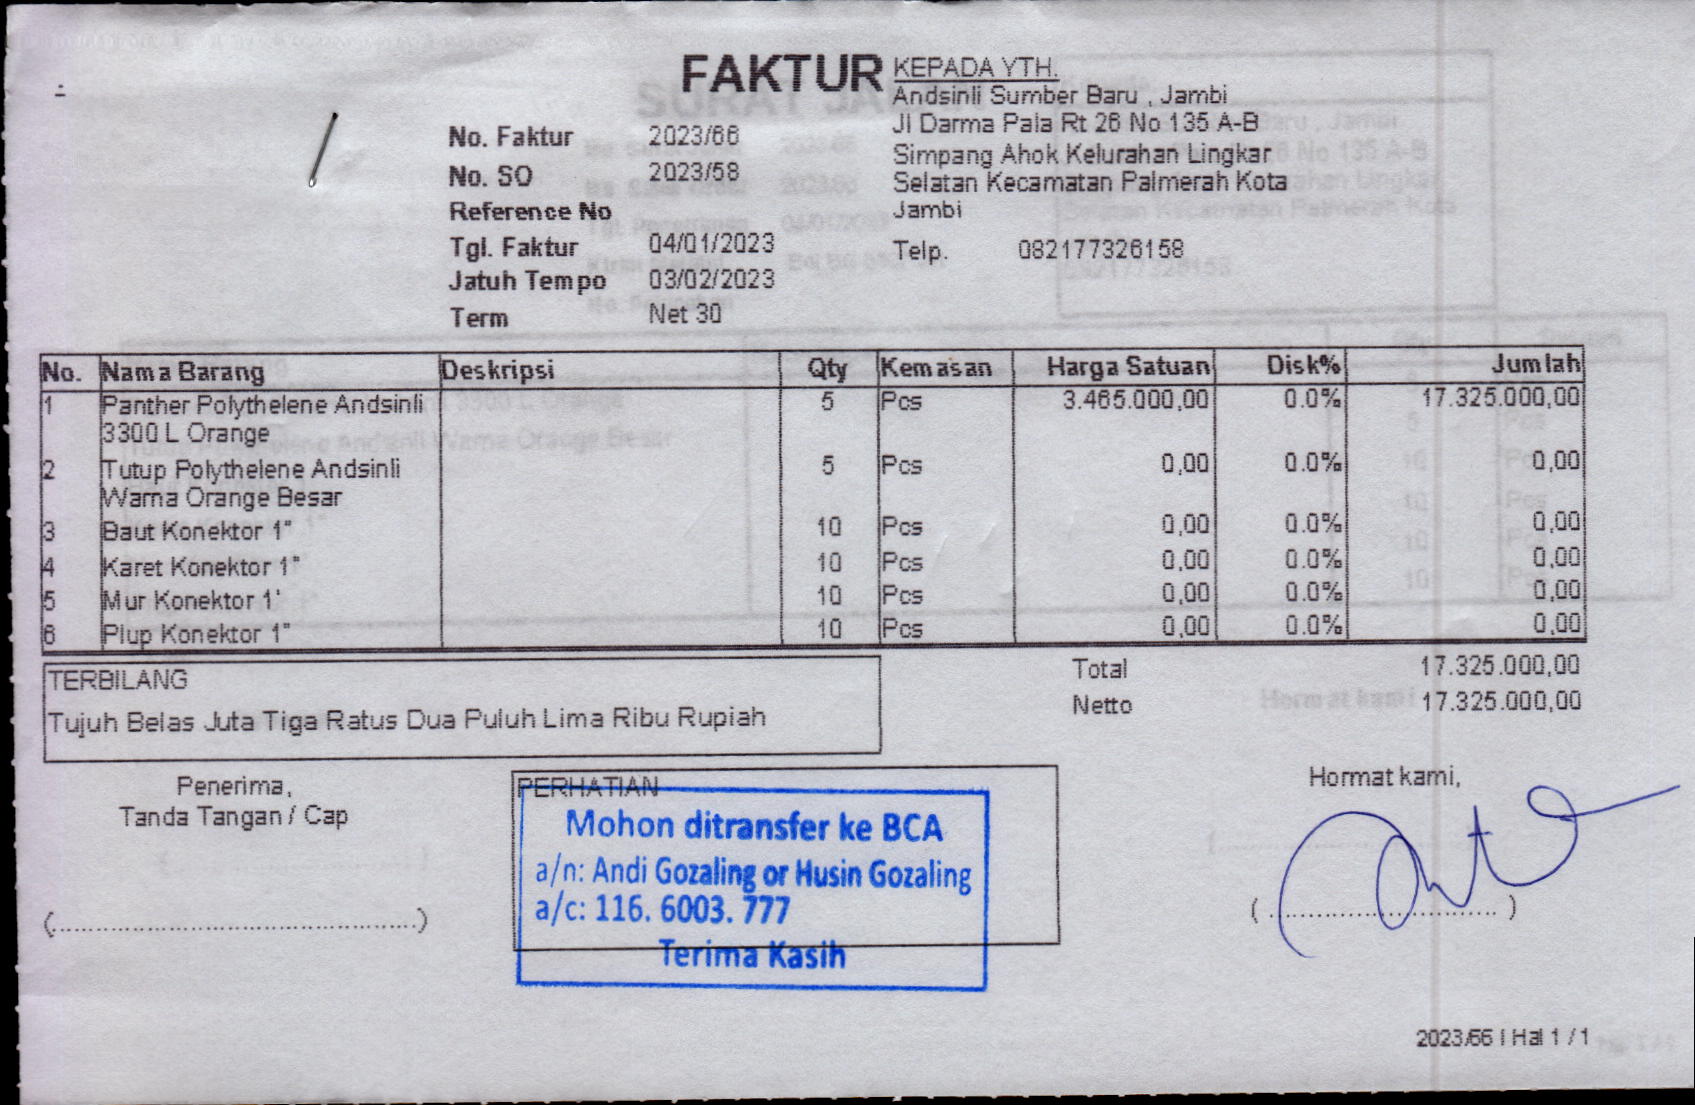 FAKTUR
KEPADA YTH.
Andsinli Sumber Baru , Jambi
Jl Darma Pala Rt 26 No 135 A-B
Simpang Ahok Kelurahan Lingkar
Selatan Kecamatan Palmerah Kota
Jambi
Telp. 082177326158
No. Faktur 2023/66
No. SO 2023/58
Reference No
Tgl. Faktur 04/01/2023
Jatuh Tempo 03/02/2023
Term Net 30
No. Nama Barang Deskripsi Qty Kemasan Harga Satuan Disk% Jumlah
1 Panther Polythelene Andsinli 5 Pcs 3.465.000,00 0.0% 17.325.000,00
3300 L Orange
2 Tutup Polythelene Andsinli 5 Pcs 0,00 0.0% 0,00
Warna Orange Besar
3 Baut Konektor 1" 10 Pcs 0,00 0.0% 0,00
4 Karet Konektor 1" 10 Pcs 0,00 0.0% 0,00
5 Mur Konektor 1' 10 Pcs 0,00 0.0% 0,00
6 Plup Konektor 1" 10 Pcs 0,00 0.0% 0,00
TERBILANG
Tujuh Belas Juta Tiga Ratus Dua Puluh Lima Ribu Rupiah
Total 17.325.000,00
Netto 17.325.000,00
Penerima,
Tanda Tangan / Cap
(..............................................)
PERHATIAN
Mohon ditransfer ke BCA
a/n: Andi Gozaling or Husin Gozaling
a/c: 116. 6003. 777
Terima Kasih
Hormat kami,
( ............................. )
2023/66 | Hal 1 / 1